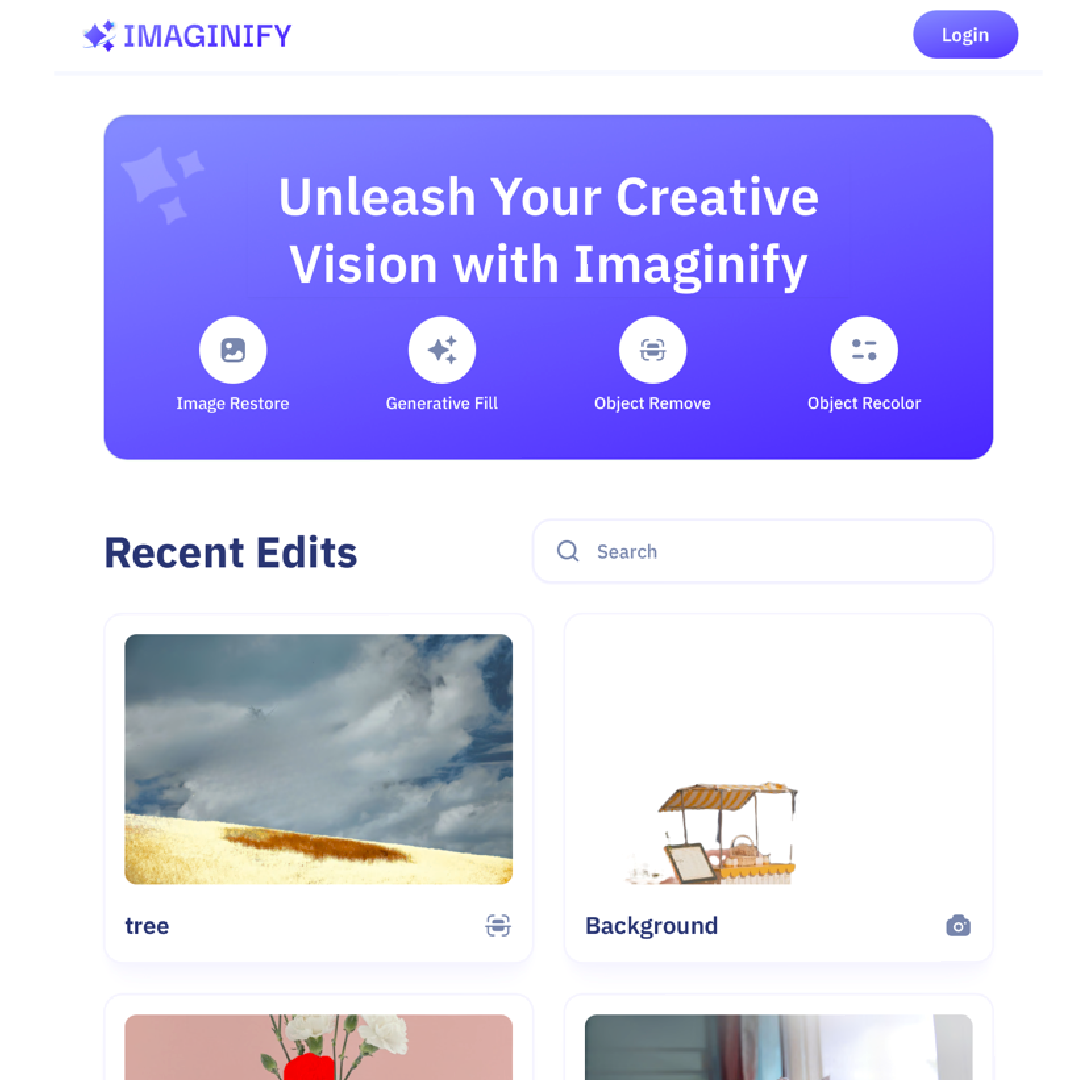 IMAGINIFY
Login
Unleash Your Creative
Vision with Imaginify
Image Restore
Generative Fill
Object Remove
Object Recolor
Recent Edits
Search
tree
Background